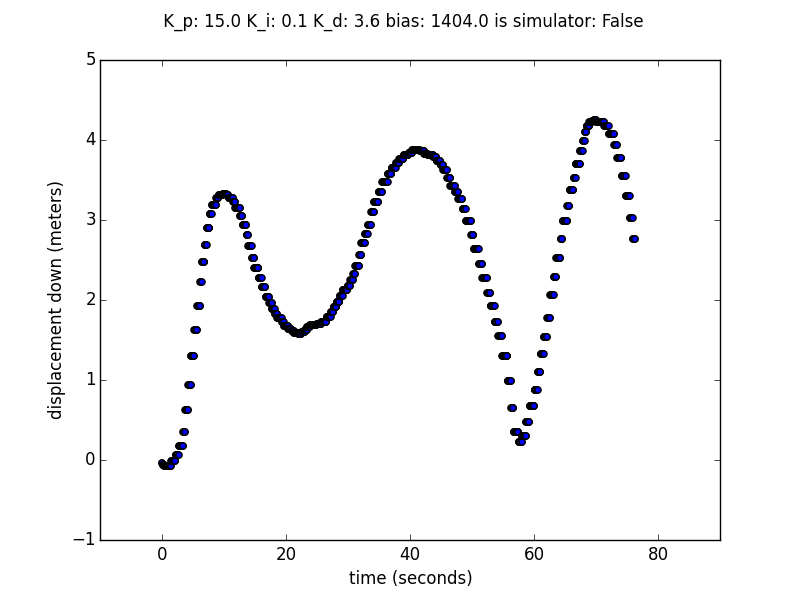 K_p: 15.0 K_i: 0.1 K_d: 3.6 bias: 1404.0 is simulator: False
5
4
3
2
1
0
−1
displacement down (meters)
0 20 40 60 80
time (seconds)